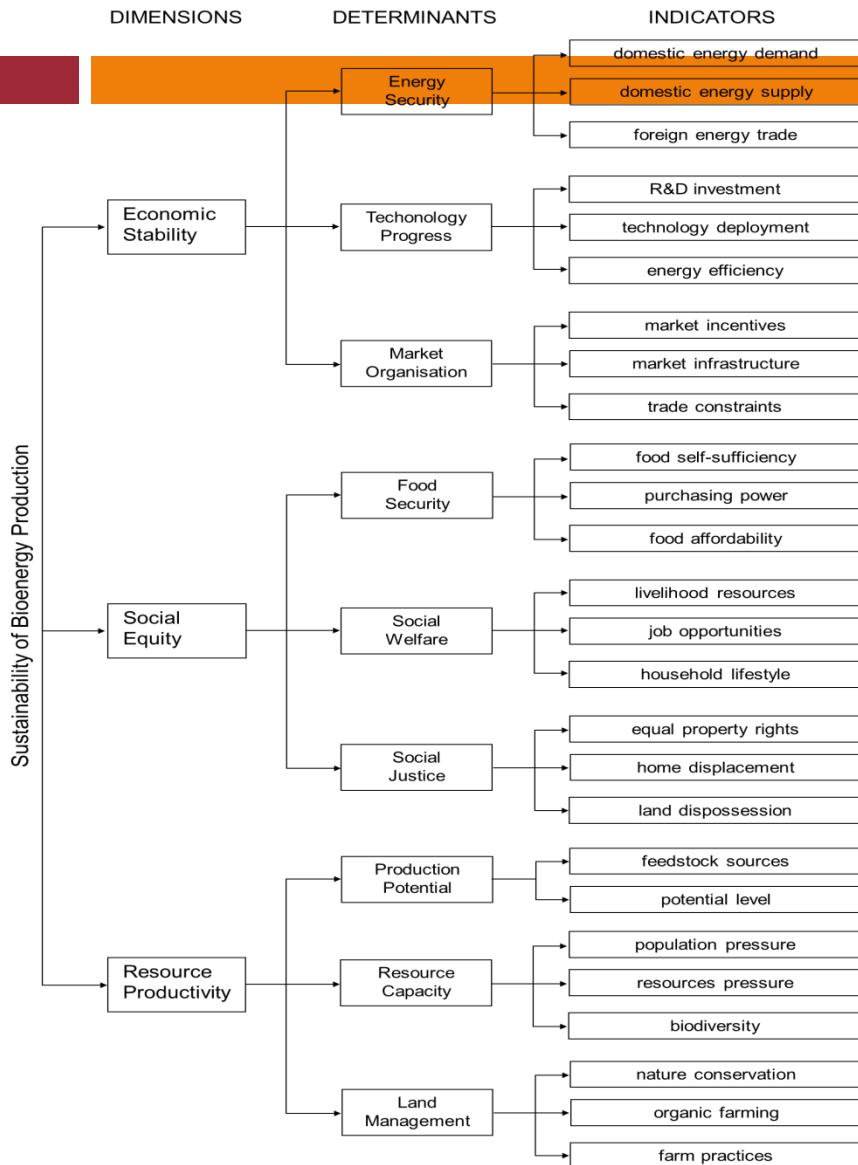 DIMENSIONS
DETERMINANTS
INDICATORS
Sustainability of Bioenergy Production
Economic
Stability
Energy
Security
domestic energy demand
domestic energy supply
foreign energy trade
Techonology
Progress
R&D investment
technology deployment
energy efficiency
Market
Organisation
market incentives
market infrastructure
trade constraints
Social
Equity
Food
Security
food self-sufficiency
purchasing power
food affordability
Social
Welfare
livelihood resources
job opportunities
household lifestyle
Social
Justice
equal property rights
home displacement
land dispossession
Resource
Productivity
Production
Potential
feedstock sources
potential level
Resource
Capacity
population pressure
resources pressure
biodiversity
Land
Management
nature conservation
organic farming
farm practices